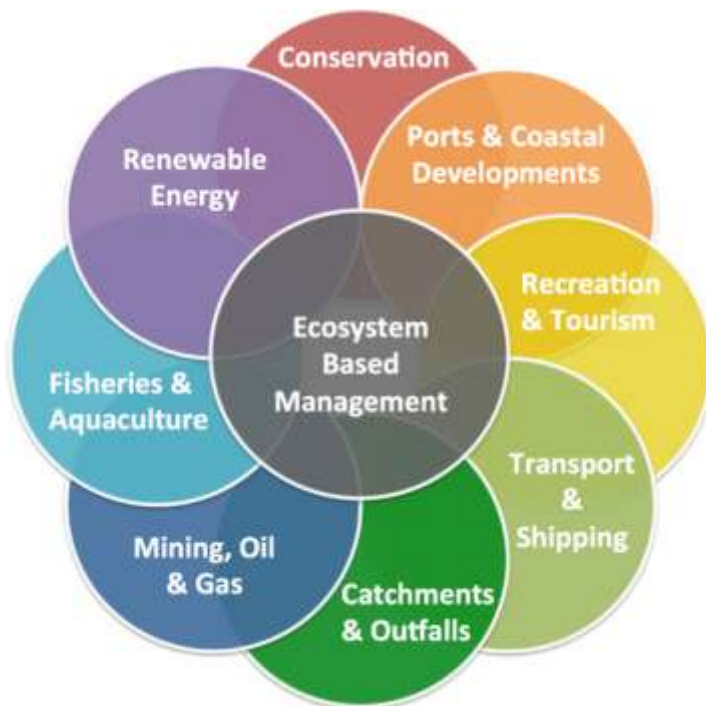 Conservation
Ports & Coastal
Developments
Recreation
& Tourism
Transport
&
Shipping
Catchments
& Outfalls
Mining, Oil
& Gas
Fisheries &
Aquaculture
Renewable
Energy
Ecosystem
Based
Management